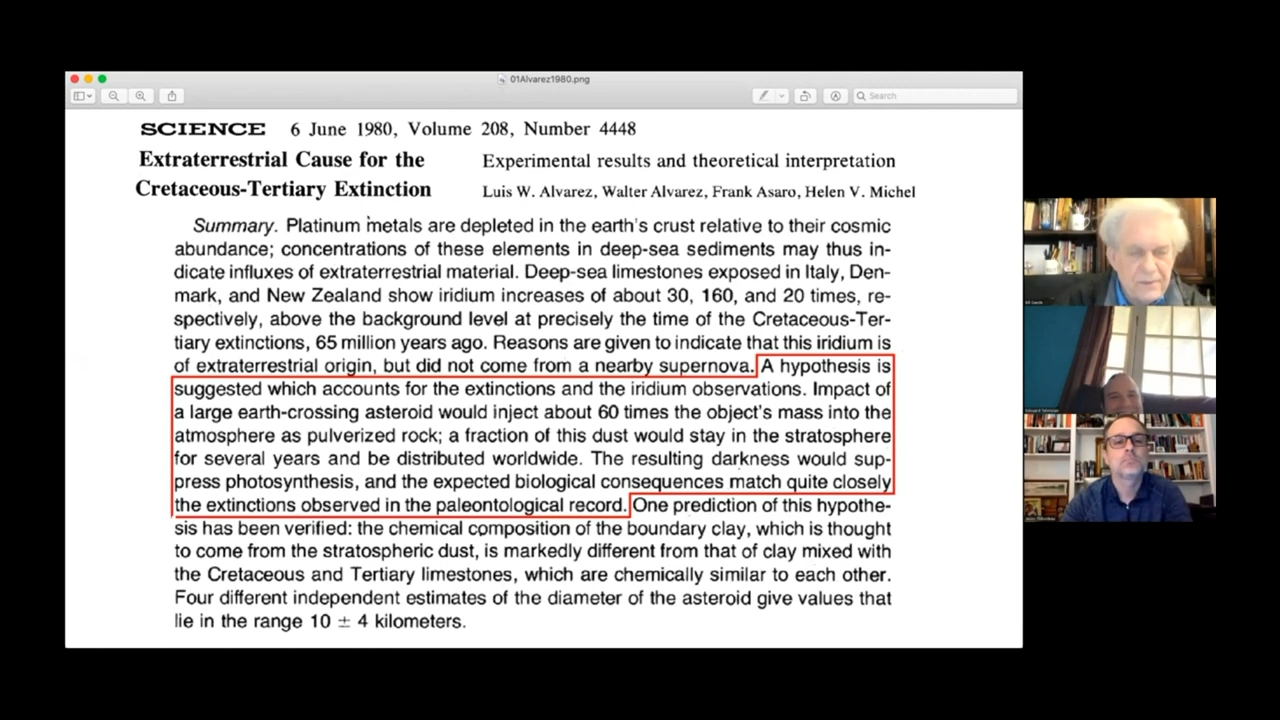 01Alvarez1980.png
Search
SCIENCE 6 June 1980, Volume 208, Number 4448
Extraterrestrial Cause for the
Cretaceous-Tertiary Extinction
Experimental results and theoretical interpretation
Luis W. Alvarez, Walter Alvarez, Frank Asaro, Helen V. Michel
Summary. Platinum metals are depleted in the earth's crust relative to their cosmic
abundance; concentrations of these elements in deep-sea sediments may thus in-
dicate influxes of extraterrestrial material. Deep-sea limestones exposed in Italy, Den-
mark, and New Zealand show iridium increases of about 30, 160, and 20 times, re-
spectively, above the background level at precisely the time of the Cretaceous-Ter-
tiary extinctions, 65 million years ago. Reasons are given to indicate that this iridium is
of extraterrestrial origin, but did not come from a nearby supernova. A hypothesis is
suggested which accounts for the extinctions and the iridium observations. Impact of
a large earth-crossing asteroid would inject about 60 times the object's mass into the
atmosphere as pulverized rock; a fraction of this dust would stay in the stratosphere
for several years and be distributed worldwide. The resulting darkness would sup-
press photosynthesis, and the expected biological consequences match quite closely
the extinctions observed in the paleontological record. One prediction of this hypothe-
sis has been verified: the chemical composition of the boundary clay, which is thought
to come from the stratospheric dust, is markedly different from that of clay mixed with
the Cretaceous and Tertiary limestones, which are chemically similar to each other.
Four different independent estimates of the diameter of the asteroid give values that
lie in the range 10 ± 4 kilometers.